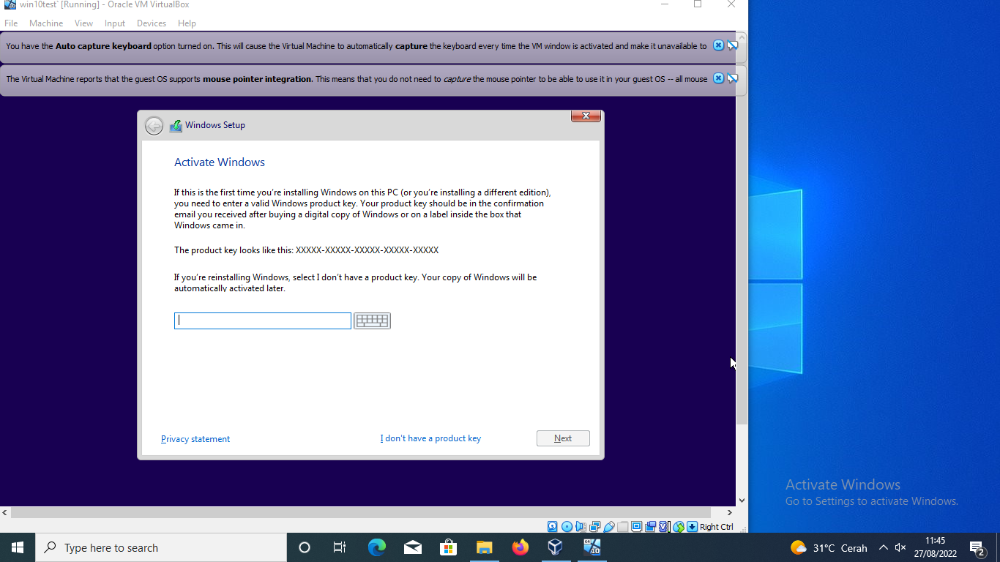 win10test` [Running] - Oracle VM VirtualBox
File Machine View Input Devices Help
You have the Auto capture keyboard option turned on. This will cause the Virtual Machine to automatically capture the keyboard every time the VM window is activated and make it unavailable to
The Virtual Machine reports that the guest OS supports mouse pointer integration. This means that you do not need to capture the mouse pointer to be able to use it in your guest OS -- all mouse
Windows Setup
Activate Windows
If this is the first time you're installing Windows on this PC (or you're installing a different edition),
you need to enter a valid Windows product key. Your product key should be in the confirmation
email you received after buying a digital copy of Windows or on a label inside the box that
Windows came in.
The product key looks like this: XXXXX-XXXXX-XXXXX-XXXXX-XXXXX
If you're reinstalling Windows, select I don't have a product key. Your copy of Windows will be
automatically activated later.
Privacy statement
I don't have a product key
Next
Activate Windows
Go to Settings to activate Windows.
Right Ctrl
Type here to search
31°C Cerah
11:45
27/08/2022
2